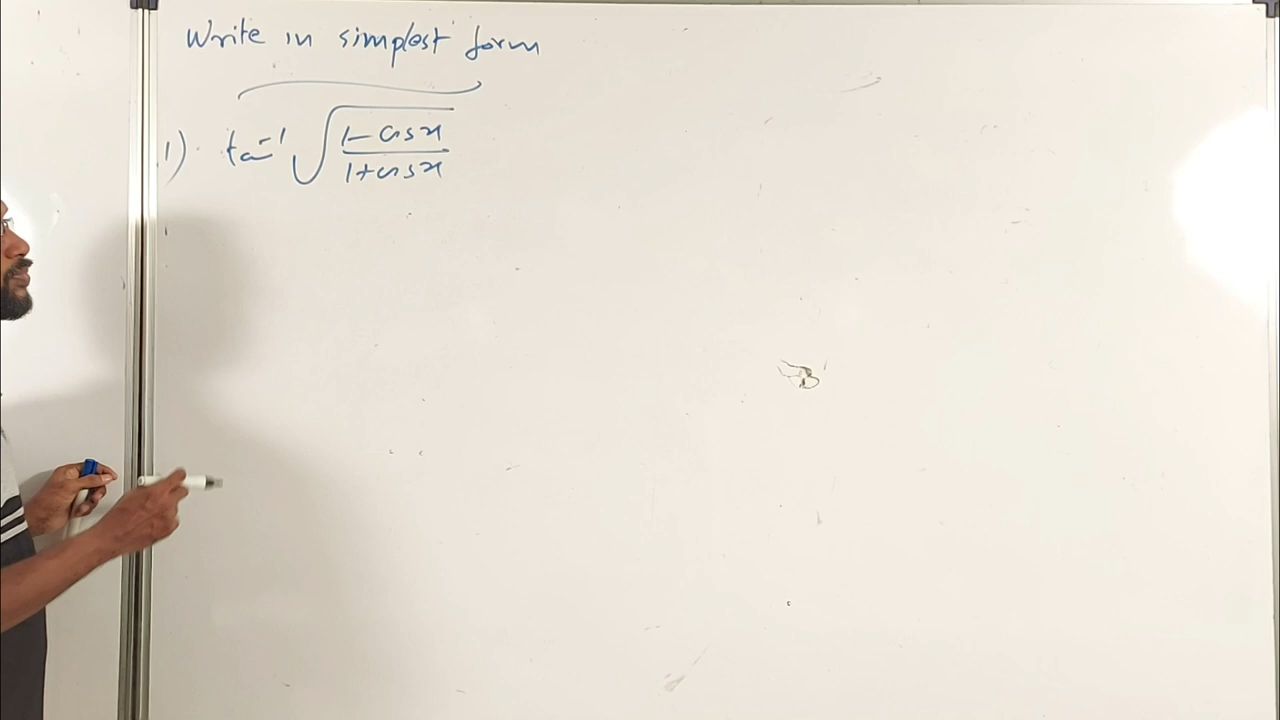 Write in simplest form
1) tan⁻¹ √((1-cosx)/(1+cosx))